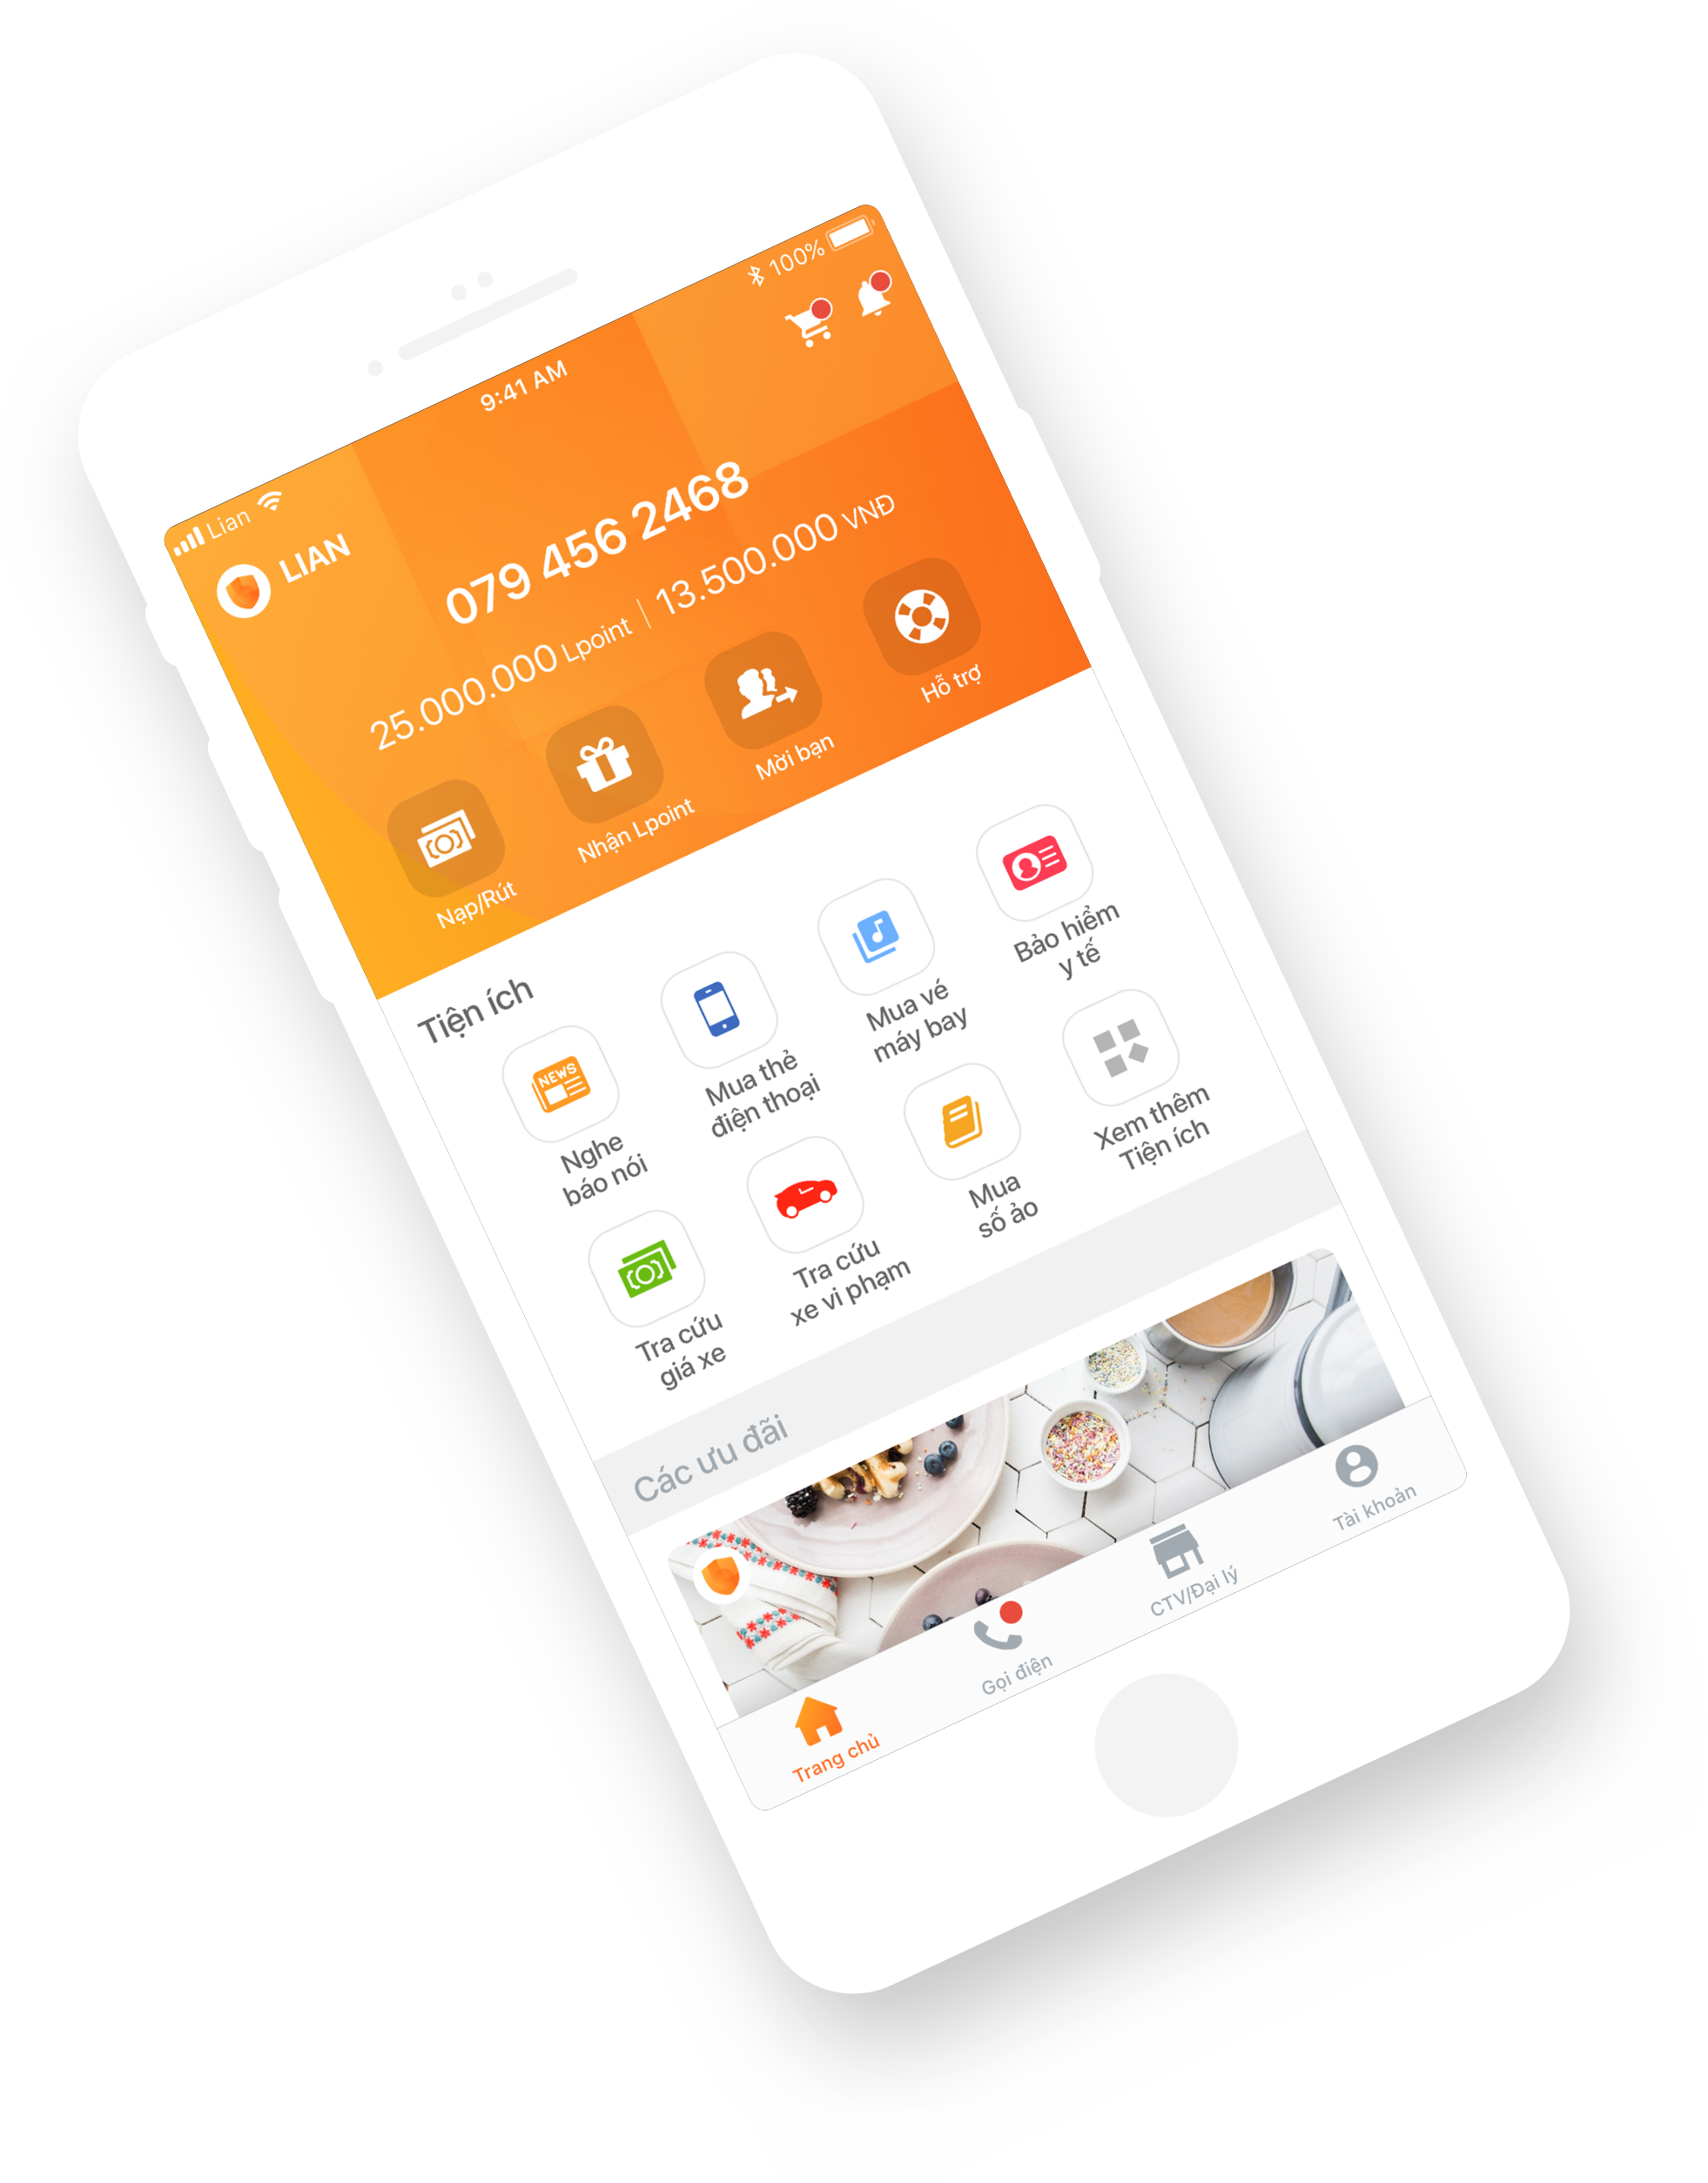 Lian
9:41 AM
100%
LIAN
079 456 2468
25.000.000 Lpoint | 13.500.000 VNĐ
Nạp/Rút
Nhận Lpoint
Mời bạn
Hỗ trợ
Tiện ích
NEWS
Nghe
báo nói
Mua thẻ
điện thoại
Mua vé
máy bay
Bảo hiểm
y tế
Tra cứu
giá xe
Tra cứu
xe vi phạm
Mua
số ảo
Xem thêm
Tiện ích
Các ưu đãi
Trang chủ
Gọi điện
CTV/Đại lý
Tài khoản